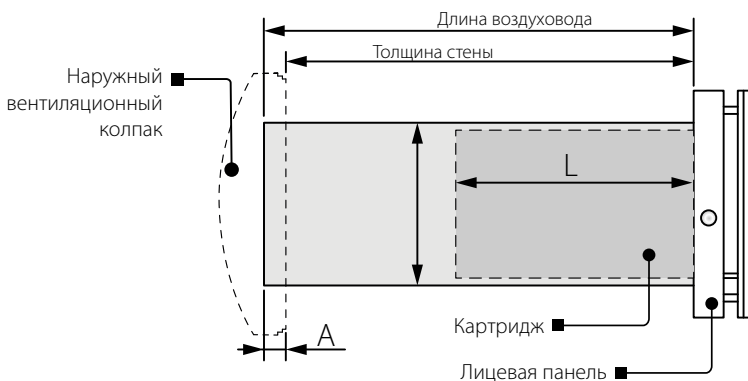 Длина воздуховода
Толщина стены
Наружный
вентиляционный
колпак
L
A
Картридж
Лицевая панель